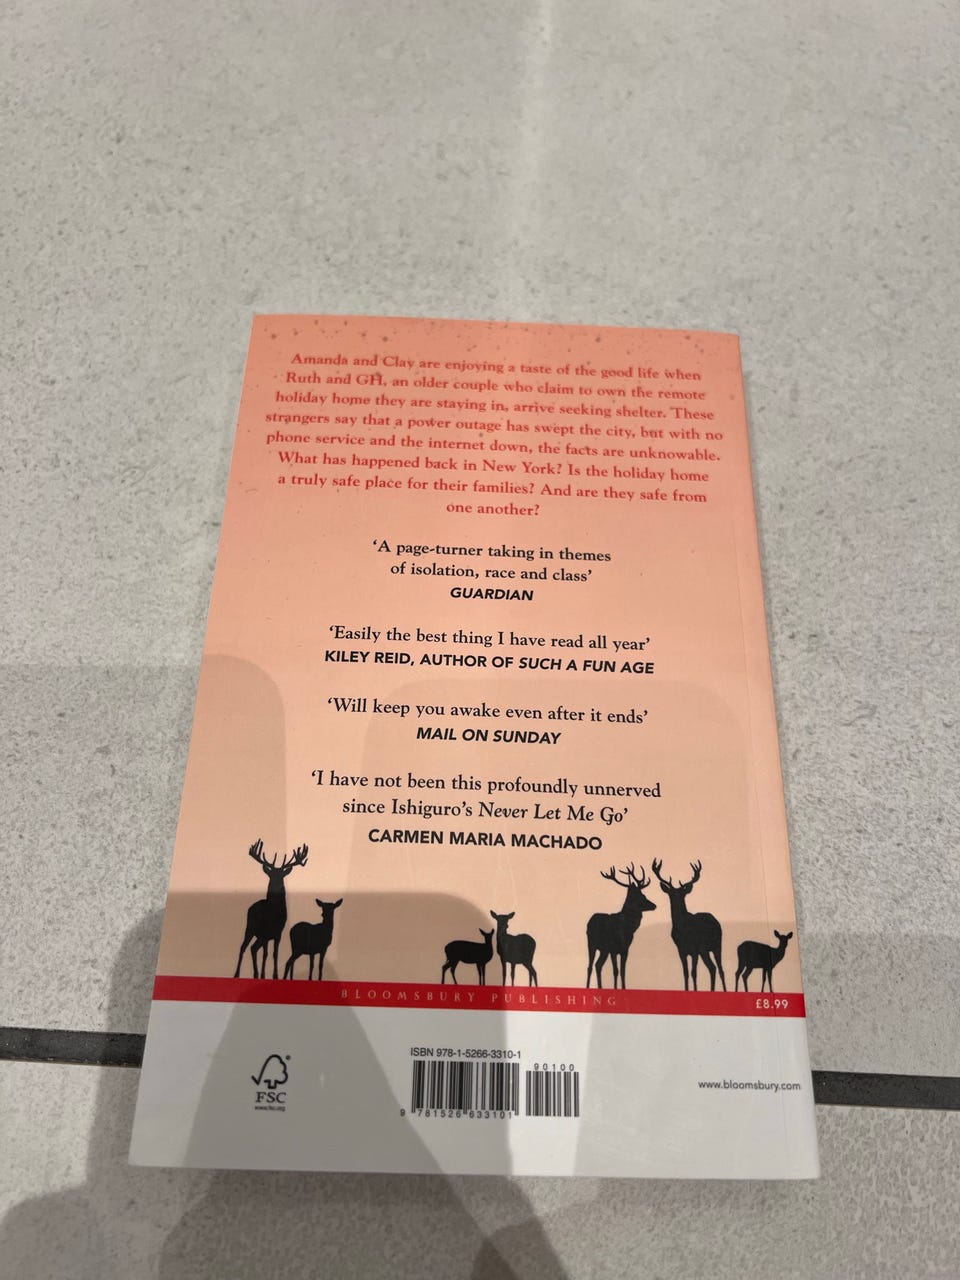 Amanda and Clay are enjoying a taste of the good life when
Ruth and GH, an older couple who claim to own the remote
holiday home they are staying in, arrive seeking shelter. These
strangers say that a power outage has swept the city, but with no
phone service and the internet down, the facts are unknowable.
What has happened back in New York? Is the holiday home
a truly safe place for their families? And are they safe from
one another?
‘A page-turner taking in themes
of isolation, race and class’
GUARDIAN
‘Easily the best thing I have read all year’
KILEY REID, AUTHOR OF SUCH A FUN AGE
‘Will keep you awake even after it ends’
MAIL ON SUNDAY
‘I have not been this profoundly unnerved
since Ishiguro’s Never Let Me Go’
CARMEN MARIA MACHADO
BLOOMSBURY PUBLISHING
£8.99
ISBN 978-1-5266-3310-1
90100
9 781526 633101
FSC
www.fsc.org
www.bloomsbury.com